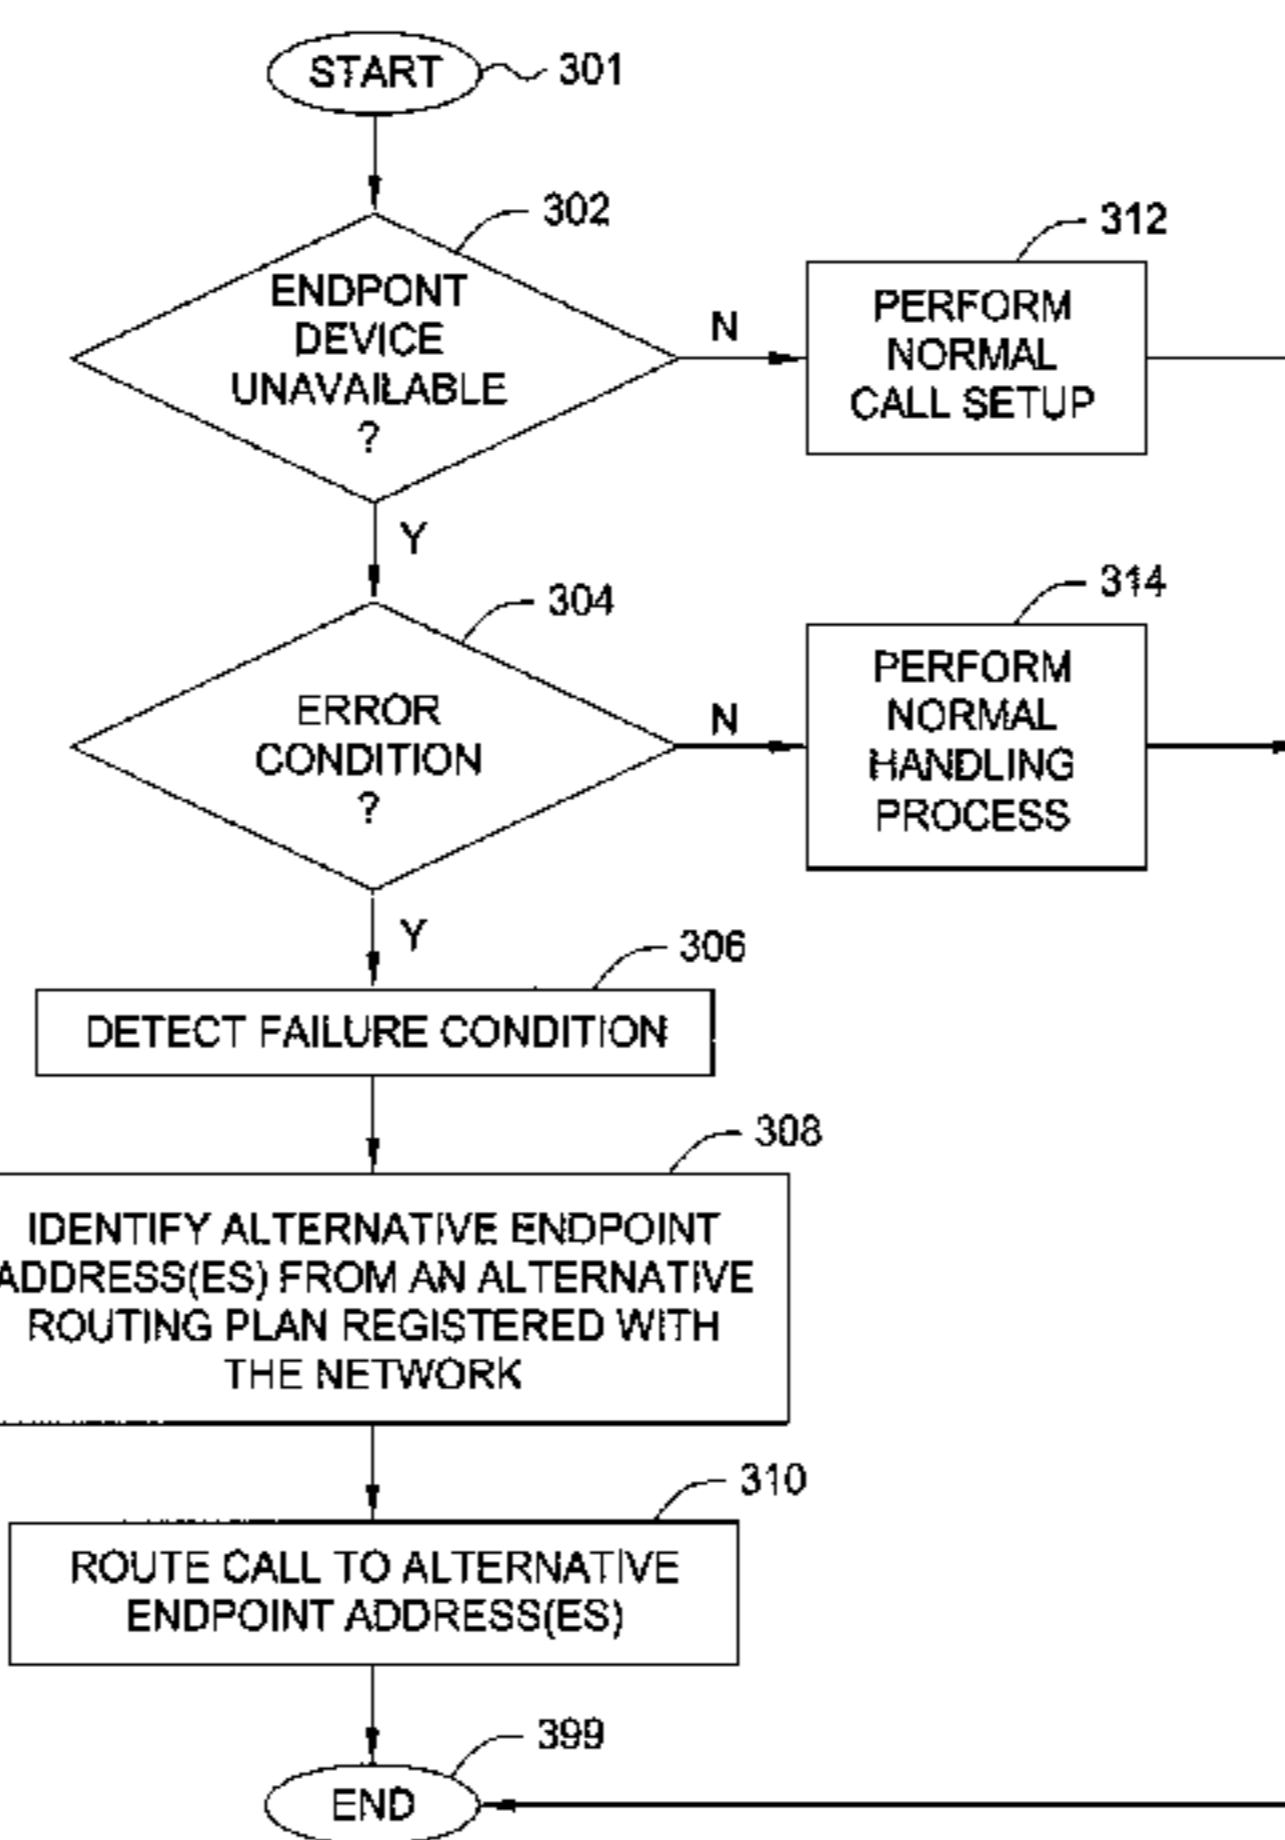 START
301
302
ENDPONT
DEVICE
UNAVAILABLE
?
N
312
PERFORM
NORMAL
CALL SETUP
Y
304
ERROR
CONDITION
?
N
314
PERFORM
NORMAL
HANDLING
PROCESS
Y
306
DETECT FAILURE CONDITION
308
IDENTIFY ALTERNATIVE ENDPOINT
ADDRESS(ES) FROM AN ALTERNATIVE
ROUTING PLAN REGISTERED WITH
THE NETWORK
310
ROUTE CALL TO ALTERNATIVE
ENDPOINT ADDRESS(ES)
399
END